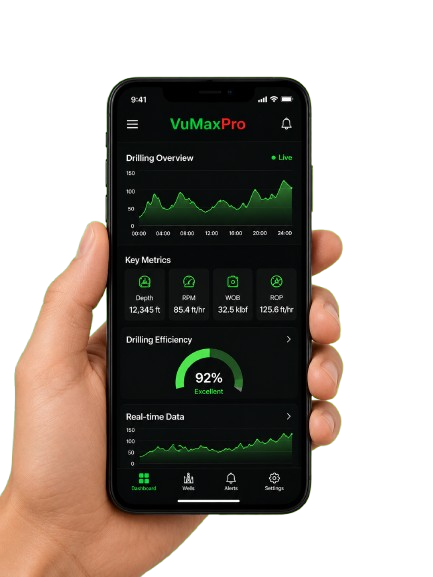 9:41
VuMaxPro
Drilling Overview
Live
150
100
50
0
00:00 04:00 08:00 12:00 16:00 20:00 24:00
Key Metrics
Depth RPM WOB ROP
12,345 ft 85.4 ft/hr 32.5 klbf 125.6 ft/hr
Drilling Efficiency
92%
Excellent
Real-time Data
150
100
50
0
Dashboard Wells Alerts Settings